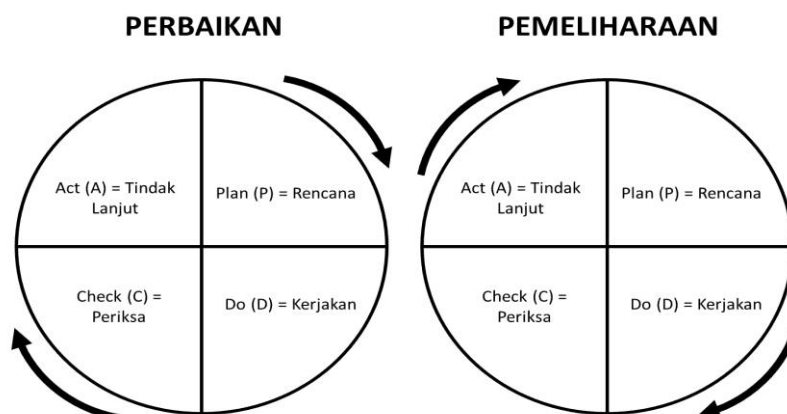 PERBAIKAN
PEMELIHARAAN
Act (A) = Tindak
Lanjut
Plan (P) = Rencana
Check (C) =
Periksa
Do (D) = Kerjakan
Act (A) = Tindak
Lanjut
Plan (P) = Rencana
Check (C) =
Periksa
Do (D) = Kerjakan